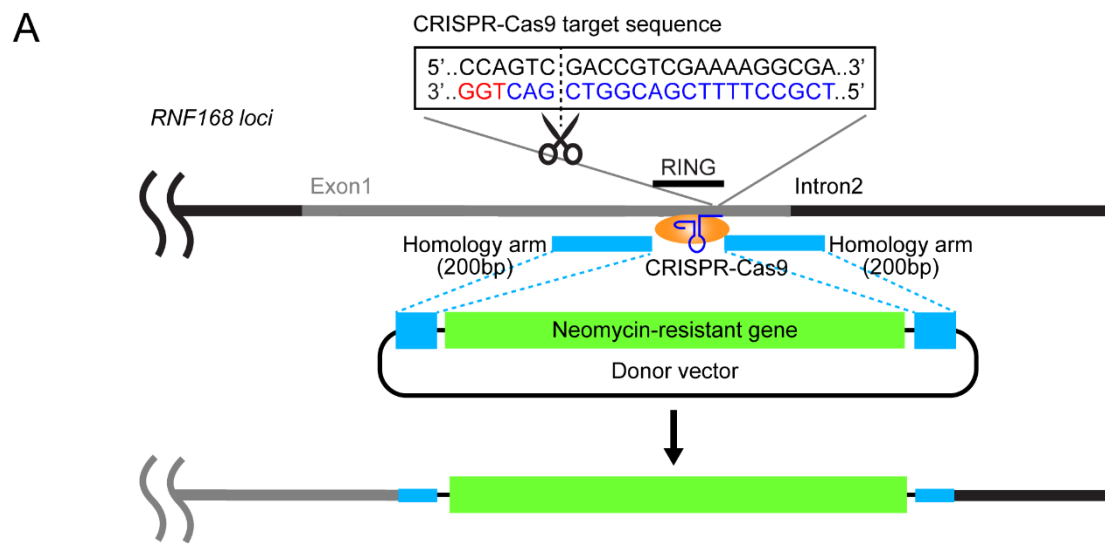 A
CRISPR-Cas9 target sequence
5’..CCAGTC GACCGTCGAAAAGGCGA..3’
3’..GGTCAG CTGGCAGCTTTTCCGCT..5’
RNF168 loci
RING
Exon1
Intron2
Homology arm
(200bp)
CRISPR-Cas9
Homology arm
(200bp)
Neomycin-resistant gene
Donor vector